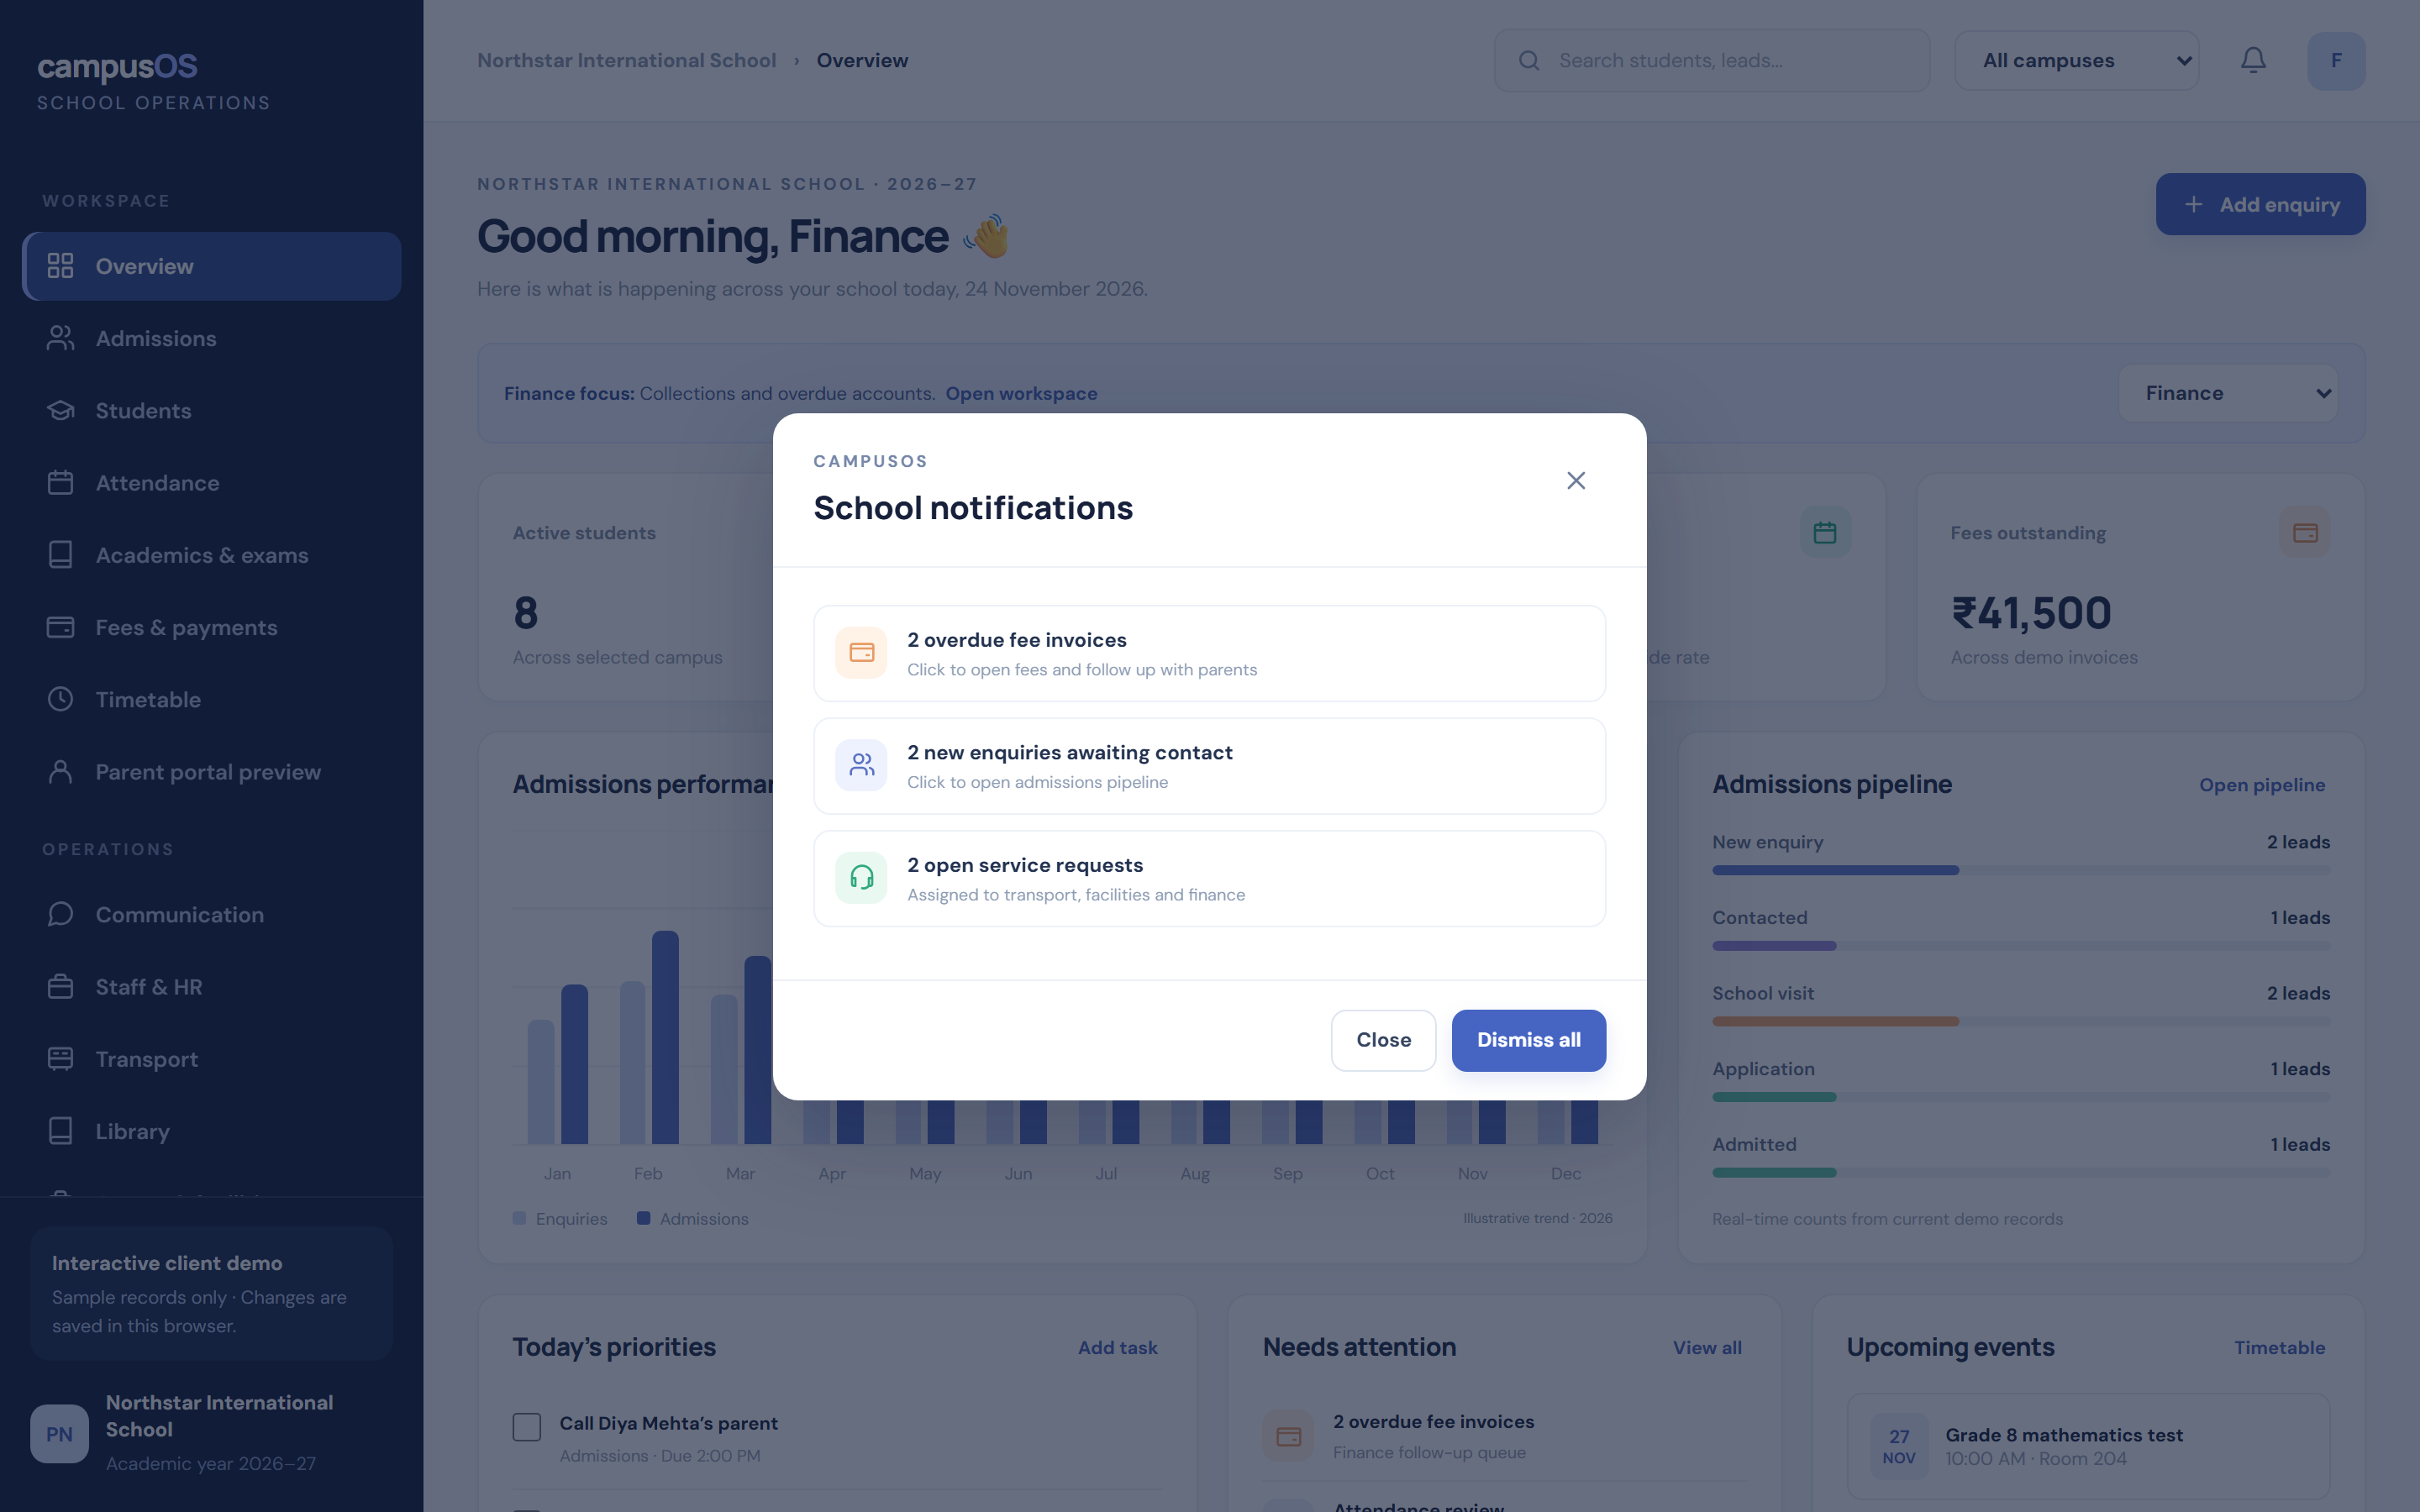 campusOS
SCHOOL OPERATIONS
WORKSPACE
Overview
Admissions
Students
Attendance
Academics & exams
Fees & payments
Timetable
Parent portal preview
OPERATIONS
Communication
Staff & HR
Transport
Library
Interactive client demo
Sample records only · Changes are
saved in this browser.
PN
Northstar International
School
Academic year 2026–27
Northstar International School › Overview
Search students, leads...
All campuses
F
NORTHSTAR INTERNATIONAL SCHOOL · 2026–27
Good morning, Finance 👋
Here is what is happening across your school today, 24 November 2026.
Add enquiry
Finance focus: Collections and overdue accounts. Open workspace
Finance
Active students
8
Across selected campus
de rate
Fees outstanding
₹41,500
Across demo invoices
CAMPUSOS
School notifications
2 overdue fee invoices
Click to open fees and follow up with parents
2 new enquiries awaiting contact
Click to open admissions pipeline
2 open service requests
Assigned to transport, facilities and finance
Close
Dismiss all
Admissions performan
Jan Feb Mar Apr May Jun Jul Aug Sep Oct Nov Dec
Enquiries Admissions
Illustrative trend · 2026
Admissions pipeline
Open pipeline
New enquiry 2 leads
Contacted 1 leads
School visit 2 leads
Application 1 leads
Admitted 1 leads
Real-time counts from current demo records
Today’s priorities
Add task
Call Diya Mehta’s parent
Admissions · Due 2:00 PM
Needs attention
View all
2 overdue fee invoices
Finance follow-up queue
Attendance review
Upcoming events
Timetable
27
NOV
Grade 8 mathematics test
10:00 AM · Room 204